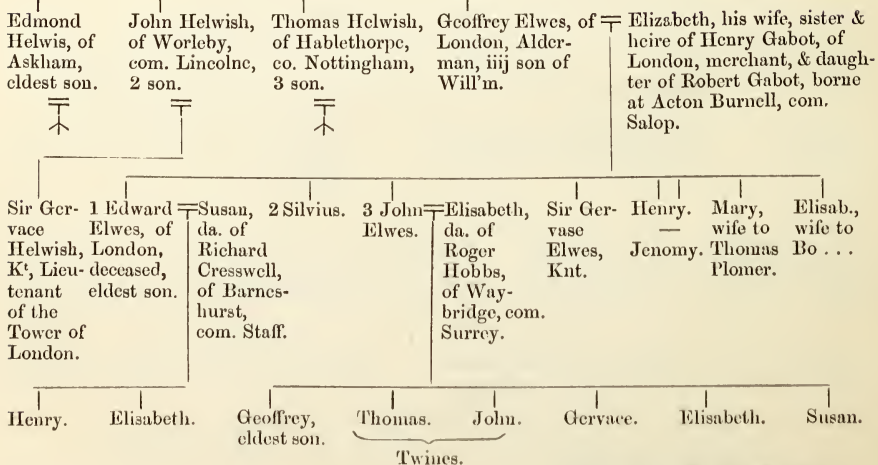 Edmond
Helwis, of
Askham,
eldest son.
John Helwish,
of Worleby,
com. Lincolne,
2 son.
Thomas Helwish,
of Hablethorpe,
co. Nottingham,
3 son.
Geoffrey Elwes, of
London, Alder-
man, iiij son of
Will'm.
Elizabeth, his wife, sister &
heire of Henry Gabot, of
London, merchant, & daugh-
ter of Robert Gabot, borne
at Acton Burnell, com.
Salop.
Sir Ger-
vace
Helwish,
Kt, Lieu-
tenant
of the
Tower of
London.
1 Edward
Elwes, of
London,
deceased,
eldest son.
Susan,
da. of
Richard
Cresswell,
of Barnes-
hurst,
com. Staff.
2 Silvius.
3 John
Elwes.
Elisabeth,
da. of
Roger
Hobbs,
of Way-
bridge, com.
Surrey.
Sir Ger-
vase
Elwes,
Knt.
Henry.
—
Jenomy.
Mary,
wife to
Thomas
Plomer.
Elisab.,
wife to
Bo . . .
Henry.
Elisabeth.
Geoffrey,
eldest son.
Thomas.
John.
Twines.
Gervace.
Elisabeth.
Susan.